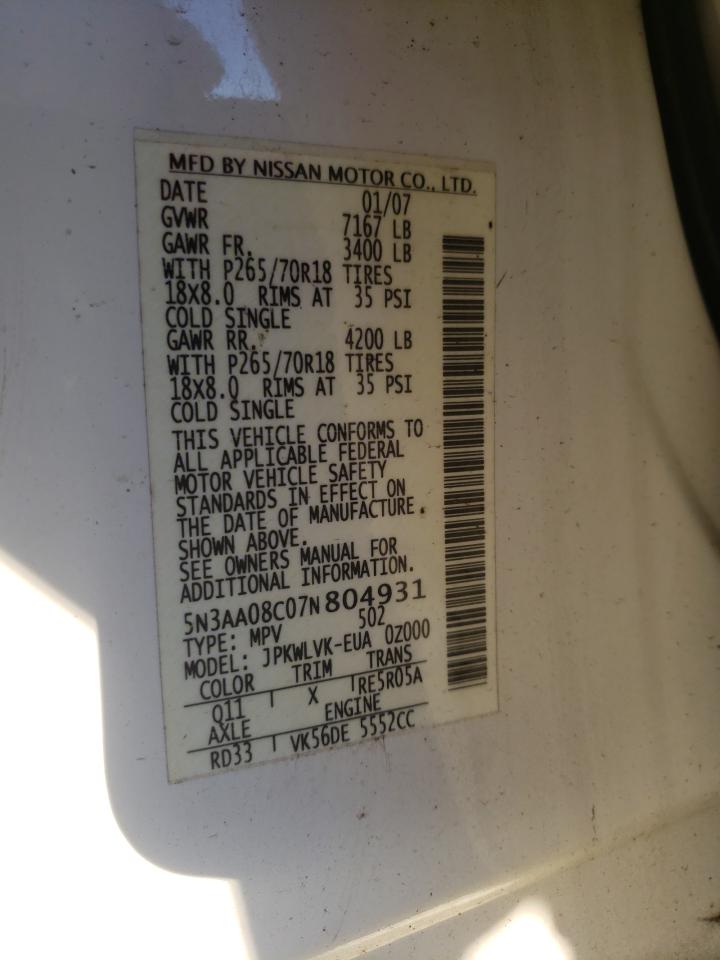 MFD BY NISSAN MOTOR CO., LTD.
DATE 01/07
GVWR 7167 LB
GAWR FR. 3400 LB
WITH P265/70R18 TIRES
18X8.0 RIMS AT 35 PSI
COLD SINGLE
GAWR RR. 4200 LB
WITH P265/70R18 TIRES
18X8.0 RIMS AT 35 PSI
COLD SINGLE
THIS VEHICLE CONFORMS TO
ALL APPLICABLE FEDERAL
MOTOR VEHICLE SAFETY
STANDARDS IN EFFECT ON
THE DATE OF MANUFACTURE.
SHOWN ABOVE.
SEE OWNERS MANUAL FOR
ADDITIONAL INFORMATION.
5N3AA08C07N804931
TYPE: MPV 502
MODEL: JPKWLVK-EUA 0Z000
COLOR TRIM TRANS
Q11 X RE5R05A
AXLE ENGINE
RD33 VK56DE 5552CC